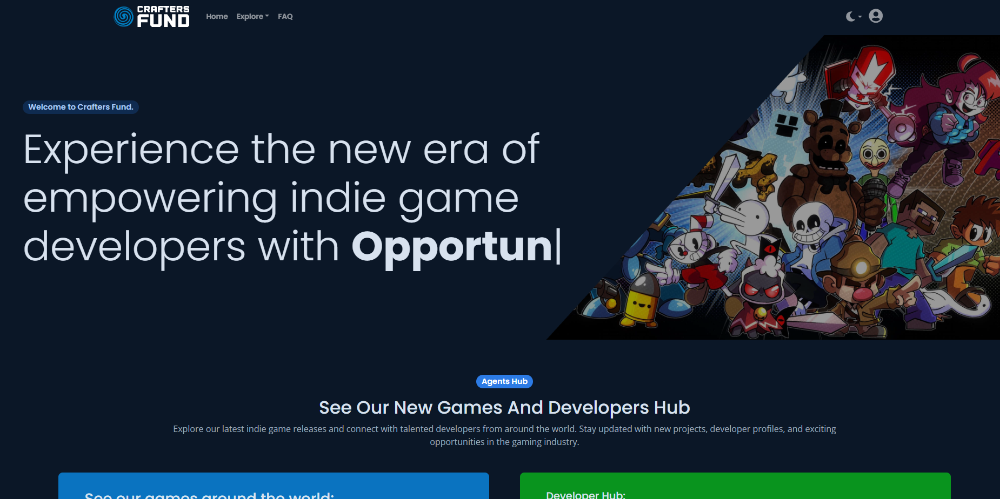 CRAFTERS
FUND
Home Explore FAQ
Welcome to Crafters Fund.
Experience the new era of
empowering indie game
developers with Opportun|
Agents Hub
See Our New Games And Developers Hub
Explore our latest indie game releases and connect with talented developers from around the world. Stay updated with new projects, developer profiles, and exciting
opportunities in the gaming industry.
See our games around the world:
Developer Hub: